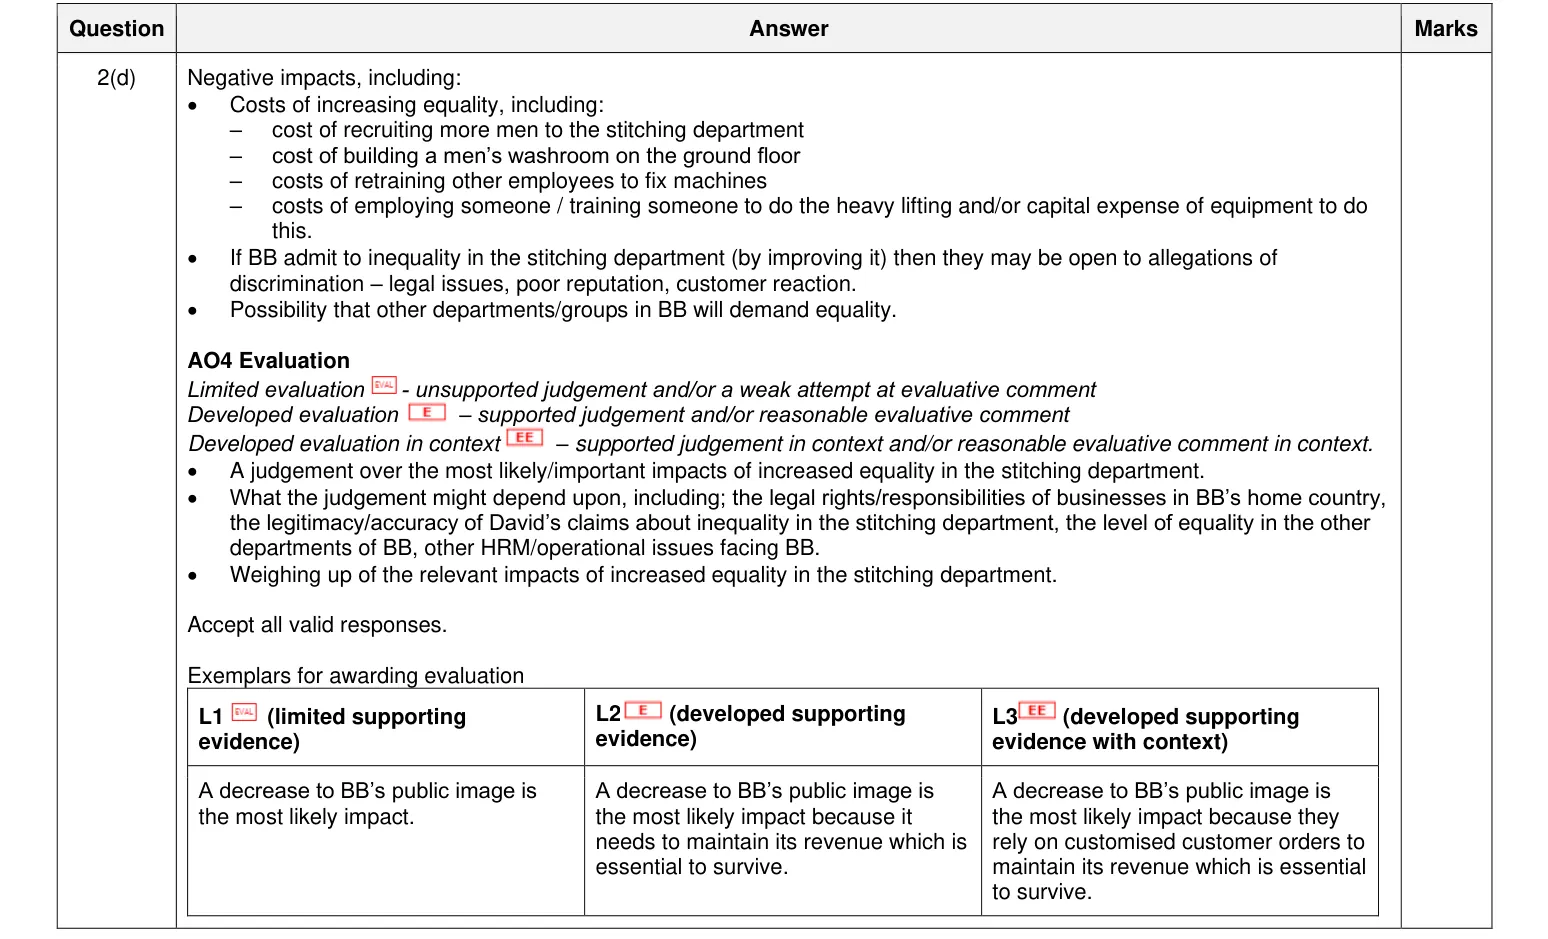 Question Answer Marks
2(d) Negative impacts, including:
• Costs of increasing equality, including:
– cost of recruiting more men to the stitching department
– cost of building a men’s washroom on the ground floor
– costs of retraining other employees to fix machines
– costs of employing someone / training someone to do the heavy lifting and/or capital expense of equipment to do
this.
• If BB admit to inequality in the stitching department (by improving it) then they may be open to allegations of
discrimination – legal issues, poor reputation, customer reaction.
• Possibility that other departments/groups in BB will demand equality.
AO4 Evaluation
Limited evaluation EVAL - unsupported judgement and/or a weak attempt at evaluative comment
Developed evaluation E – supported judgement and/or reasonable evaluative comment
Developed evaluation in context EE – supported judgement in context and/or reasonable evaluative comment in context.
• A judgement over the most likely/important impacts of increased equality in the stitching department.
• What the judgement might depend upon, including; the legal rights/responsibilities of businesses in BB’s home country,
the legitimacy/accuracy of David’s claims about inequality in the stitching department, the level of equality in the other
departments of BB, other HRM/operational issues facing BB.
• Weighing up of the relevant impacts of increased equality in the stitching department.
Accept all valid responses.
Exemplars for awarding evaluation
L1 EVAL (limited supporting
evidence)
L2 E (developed supporting
evidence)
L3 EE (developed supporting
evidence with context)
A decrease to BB’s public image is
the most likely impact.
A decrease to BB’s public image is
the most likely impact because it
needs to maintain its revenue which is
essential to survive.
A decrease to BB’s public image is
the most likely impact because they
rely on customised customer orders to
maintain its revenue which is essential
to survive.